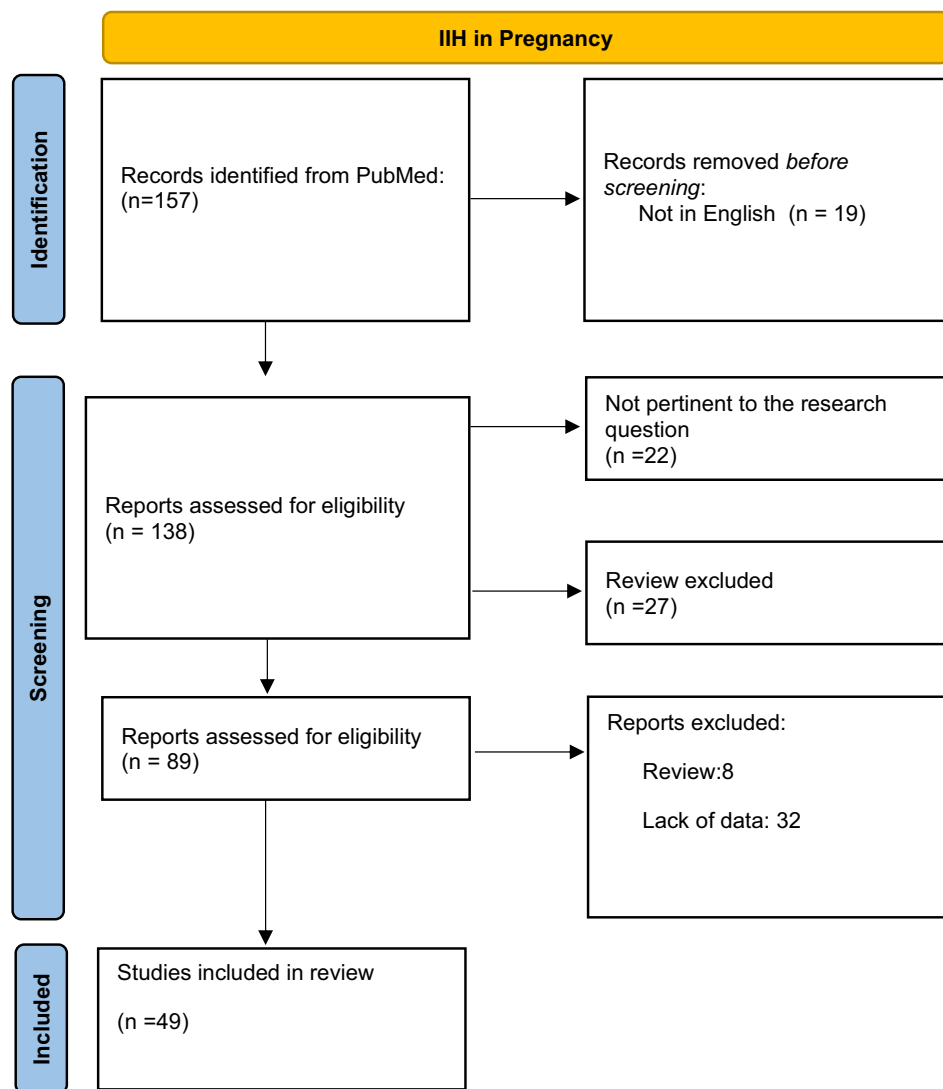 IIH in Pregnancy
Identification
Records identified from PubMed:
(n=157)
Records removed before
screening:
Not in English (n = 19)
Screening
Reports assessed for eligibility
(n = 138)
Not pertinent to the research
question
(n =22)
Review excluded
(n =27)
Reports assessed for eligibility
(n = 89)
Reports excluded:
Review:8
Lack of data: 32
Included
Studies included in review
(n =49)